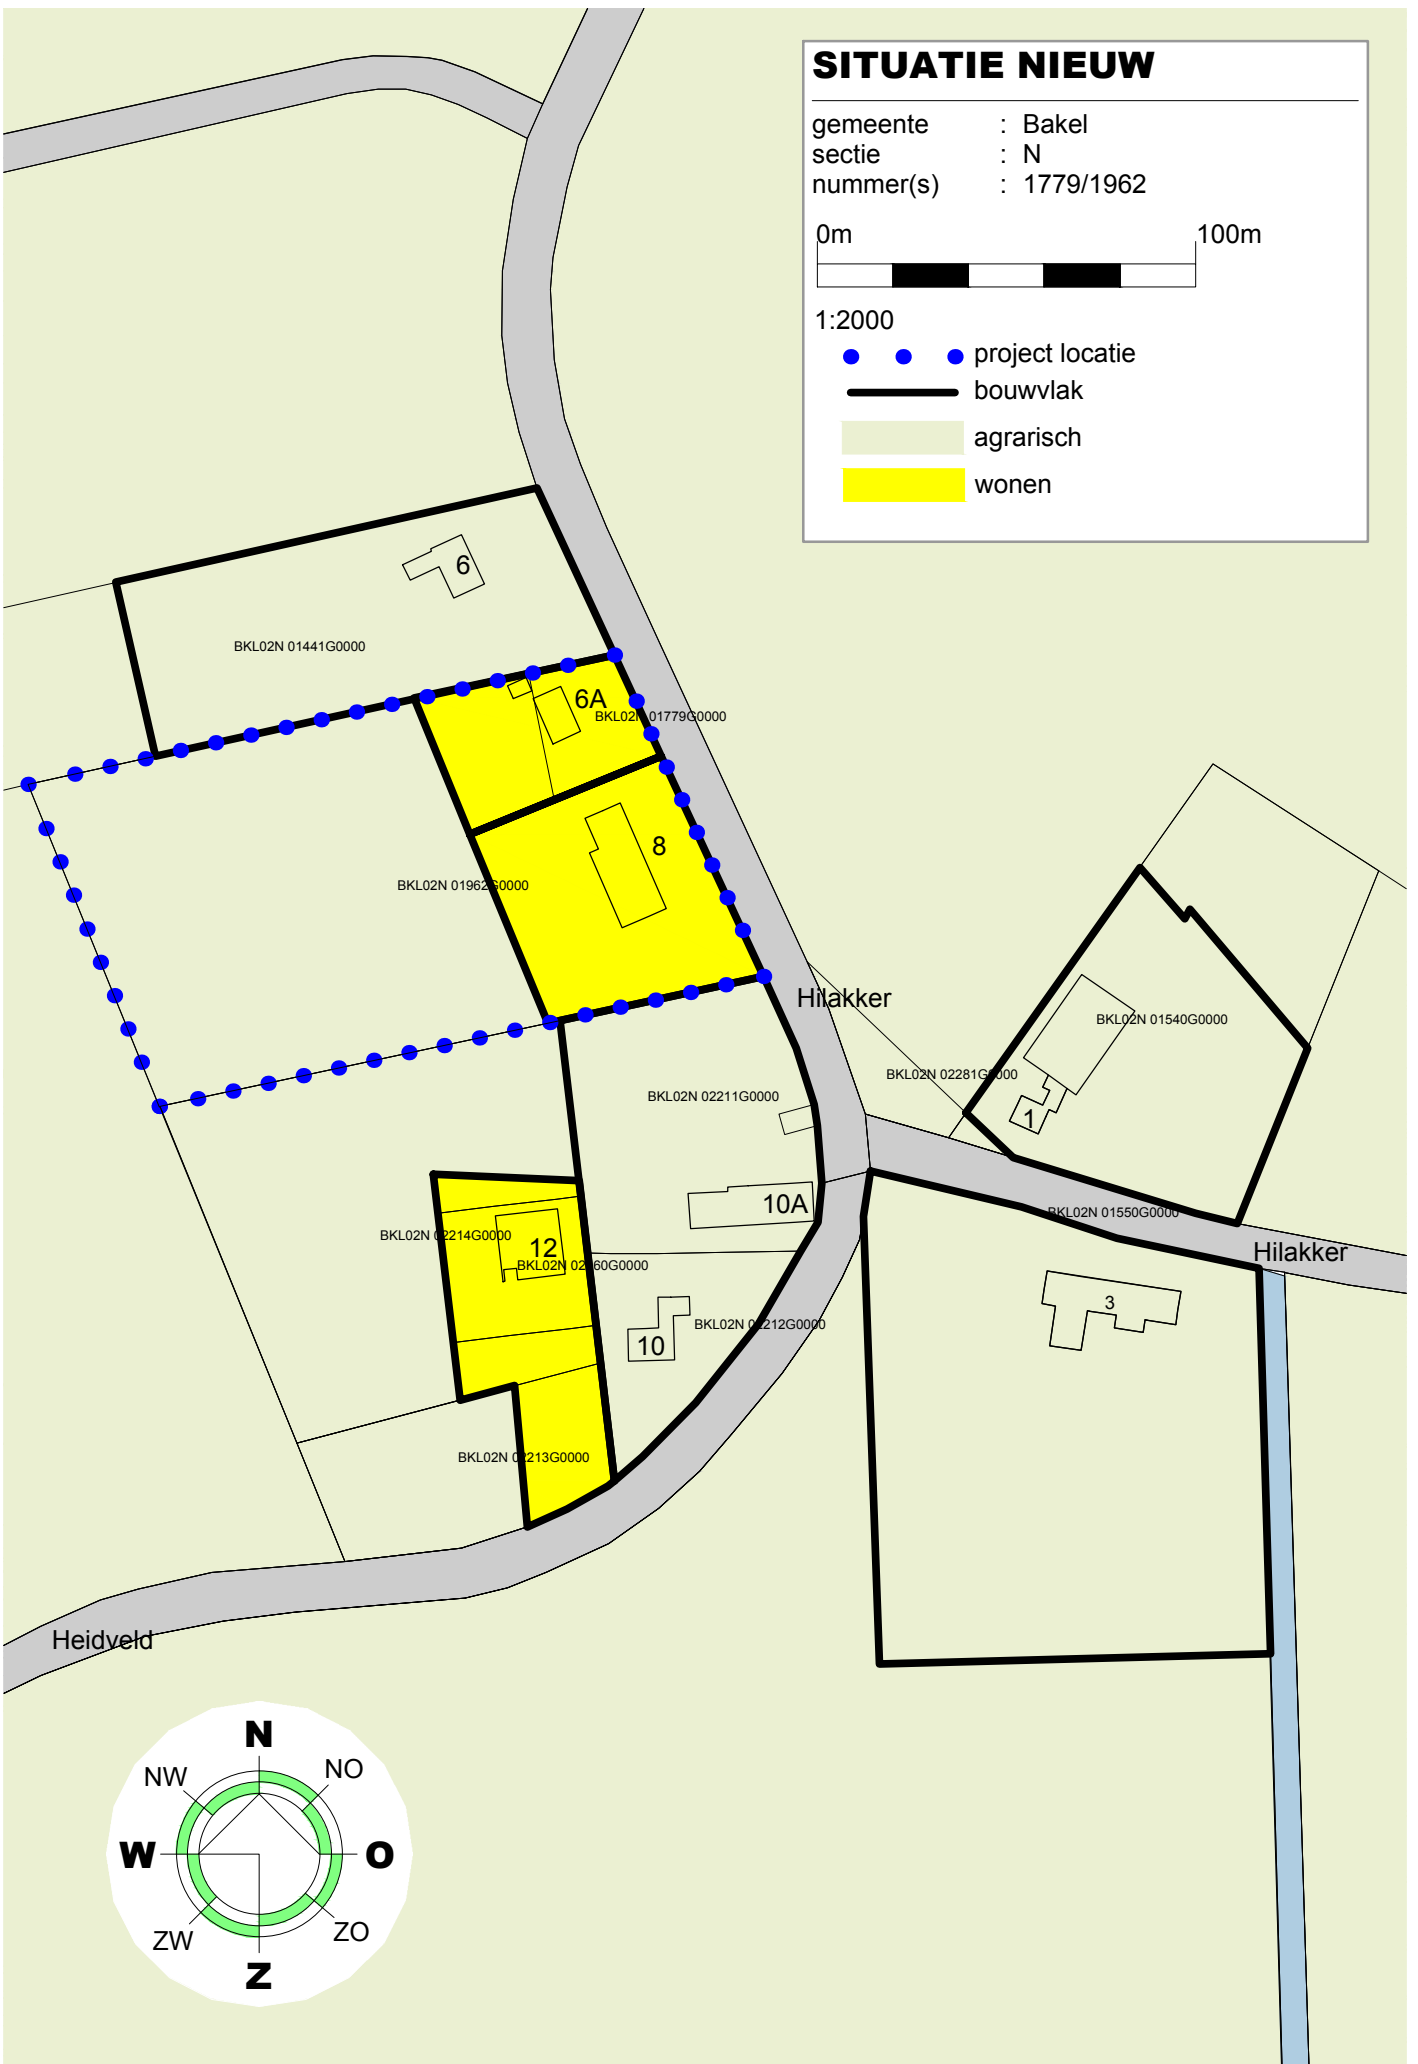 SITUATIE NIEUW
gemeente : Bakel
sectie : N
nummer(s) : 1779/1962
0m 100m
1:2000
project locatie
bouwvlak
agrarisch
wonen
6
BKL02N 01441G0000
6A
BKL02N 01779G0000
8
BKL02N 01962G0000
Hilakker
BKL02N 01540G0000
BKL02N 02281G0000
1
BKL02N 02211G0000
10A
BKL02N 01550G0000
BKL02N 02214G0000
12
Hilakker
3
10
BKL02N 02212G0000
BKL02N 02213G0000
Heidveld
N
NW NO
W O
ZW ZO
Z